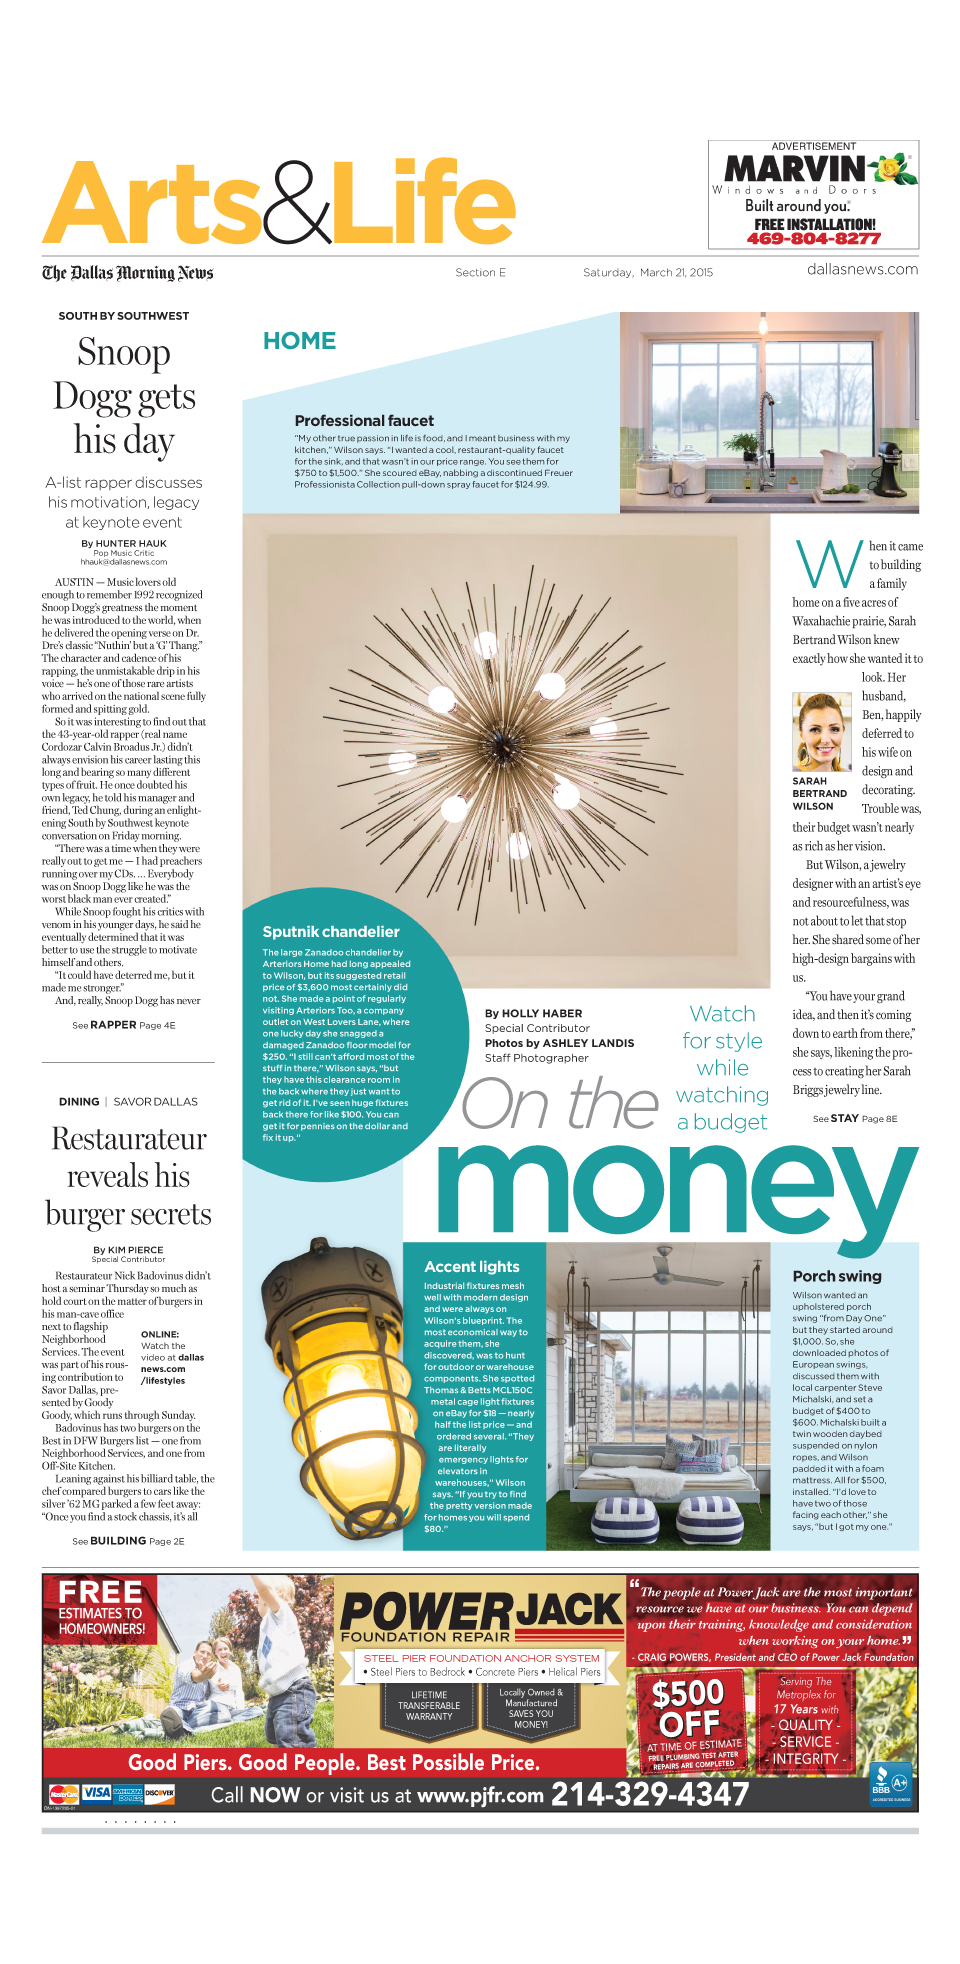 Arts&Life
ADVERTISEMENT
MARVIN
Windows and Doors
Built around you.®
FREE INSTALLATION!
469-804-8277
The Dallas Morning News
Section E
Saturday, March 21, 2015
dallasnews.com
SOUTH BY SOUTHWEST
Snoop
Dogg gets
his day
A-list rapper discusses
his motivation, legacy
at keynote event
By HUNTER HAUK
Pop Music Critic
hhauk@dallasnews.com
AUSTIN — Music lovers old
enough to remember 1992 recognized
Snoop Dogg's greatness the moment
he was introduced to the world, when
he delivered the opening verse on Dr.
Dre's classic “Nuthin' but a ‘G’ Thang.”
The character and cadence of his
rapping, the unmistakable drip in his
voice — he's one of those rare artists
who arrived on the national scene fully
formed and spitting gold.
So it was interesting to find out that
the 43-year-old rapper (real name
Cordozar Calvin Broadus Jr.) didn't
always envision his career lasting this
long and bearing so many different
types of fruit. He once doubted his
own legacy, he told his manager and
friend, Ted Chung, during an enlight-
ening South by Southwest keynote
conversation on Friday morning.
“There was a time when they were
really out to get me — I had preachers
running over my CDs. ... Everybody
was on Snoop Dogg like he was the
worst black man ever created.”
While Snoop fought his critics with
venom in his younger days, he said he
eventually determined that it was
better to use the struggle to motivate
himself and others.
“It could have deterred me, but it
made me stronger.”
And, really, Snoop Dogg has never
See RAPPER Page 4E
DINING | SAVOR DALLAS
Restaurateur
reveals his
burger secrets
By KIM PIERCE
Special Contributor
Restaurateur Nick Badovinus didn't
host a seminar Thursday so much as
hold court on the matter of burgers in
his man-cave office
next to flagship
Neighborhood
Services. The event
was part of his rous-
ing contribution to
Savor Dallas, pre-
sented by Goody
Goody, which runs through Sunday.
Badovinus has two burgers on the
Best in DFW Burgers list — one from
Neighborhood Services, and one from
Off-Site Kitchen.
Leaning against his billiard table, the
chef compared burgers to cars like the
silver '62 MG parked a few feet away:
“Once you find a stock chassis, it's all
ONLINE:
Watch the
video at dallas
news.com
/lifestyles
See BUILDING Page 2E
HOME
Professional faucet
“My other true passion in life is food, and I meant business with my
kitchen,” Wilson says. “I wanted a cool, restaurant-quality faucet
for the sink, and that wasn't in our price range. You see them for
$750 to $1,500.” She scoured eBay, nabbing a discontinued Freuer
Professionista Collection pull-down spray faucet for $124.99.
Sputnik chandelier
The large Zanadoo chandelier by
Arteriors Home had long appealed
to Wilson, but its suggested retail
price of $3,600 most certainly did
not. She made a point of regularly
visiting Arteriors Too, a company
outlet on West Lovers Lane, where
one lucky day she snagged a
damaged Zanadoo floor model for
$250. “I still can't afford most of the
stuff in there,” Wilson says, “but
they have this clearance room in
the back where they just want to
get rid of it. I've seen huge fixtures
back there for like $100. You can
get it for pennies on the dollar and
fix it up.”
By HOLLY HABER
Special Contributor
Photos by ASHLEY LANDIS
Staff Photographer
Watch
for style
while
watching
a budget
On the
money
When it came
to building
a family
home on a five acres of
Waxahachie prairie, Sarah
Bertrand Wilson knew
exactly how she wanted it to
look. Her
husband,
Ben, happily
deferred to
his wife on
design and
decorating.
Trouble was,
their budget wasn't nearly
as rich as her vision.
SARAH
BERTRAND
WILSON
But Wilson, a jewelry
designer with an artist's eye
and resourcefulness, was
not about to let that stop
her. She shared some of her
high-design bargains with
us.
“You have your grand
idea, and then it's coming
down to earth from there,”
she says, likening the pro-
cess to creating her Sarah
Briggs jewelry line.
See STAY Page 8E
Accent lights
Industrial fixtures mesh
well with modern design
and were always on
Wilson's blueprint. The
most economical way to
acquire them, she
discovered, was to hunt
for outdoor or warehouse
components. She spotted
Thomas & Betts MCL150C
metal cage light fixtures
on eBay for $18 — nearly
half the list price — and
ordered several. “They
are literally
emergency lights for
elevators in
warehouses,” Wilson
says. “If you try to find
the pretty version made
for homes you will spend
$80.”
Porch swing
Wilson wanted an
upholstered porch
swing “from Day One”
but they started around
$1,000. So, she
downloaded photos of
European swings,
discussed them with
local carpenter Steve
Michalski, and set a
budget of $400 to
$600. Michalski built a
twin wooden daybed
suspended on nylon
ropes, and Wilson
padded it with a foam
mattress. All for $500,
installed. “I'd love to
have two of those
facing each other,” she
says, “but I got my one.”
FREE
ESTIMATES TO
HOMEOWNERS!
POWER JACK
FOUNDATION REPAIR
STEEL PIER FOUNDATION ANCHOR SYSTEM
• Steel Piers to Bedrock • Concrete Piers • Helical Piers
LIFETIME
TRANSFERABLE
WARRANTY
Locally Owned &
Manufactured
SAVES YOU
MONEY!
“The people at Power Jack are the most important
resource we have at our business. You can depend
upon their training, knowledge and consideration
when working on your home.”
- CRAIG POWERS, President and CEO of Power Jack Foundation
$500
OFF
AT TIME OF ESTIMATE
FREE PLUMBING TEST AFTER
REPAIRS ARE COMPLETED
Serving The
Metroplex for
17 Years with
- QUALITY -
- SERVICE -
- INTEGRITY -
Good Piers. Good People. Best Possible Price.
MasterCard
VISA
AMERICAN EXPRESS
DISCOVER
Call NOW or visit us at www.pjfr.com 214-329-4347
BBB
A+
ACCREDITED BUSINESS